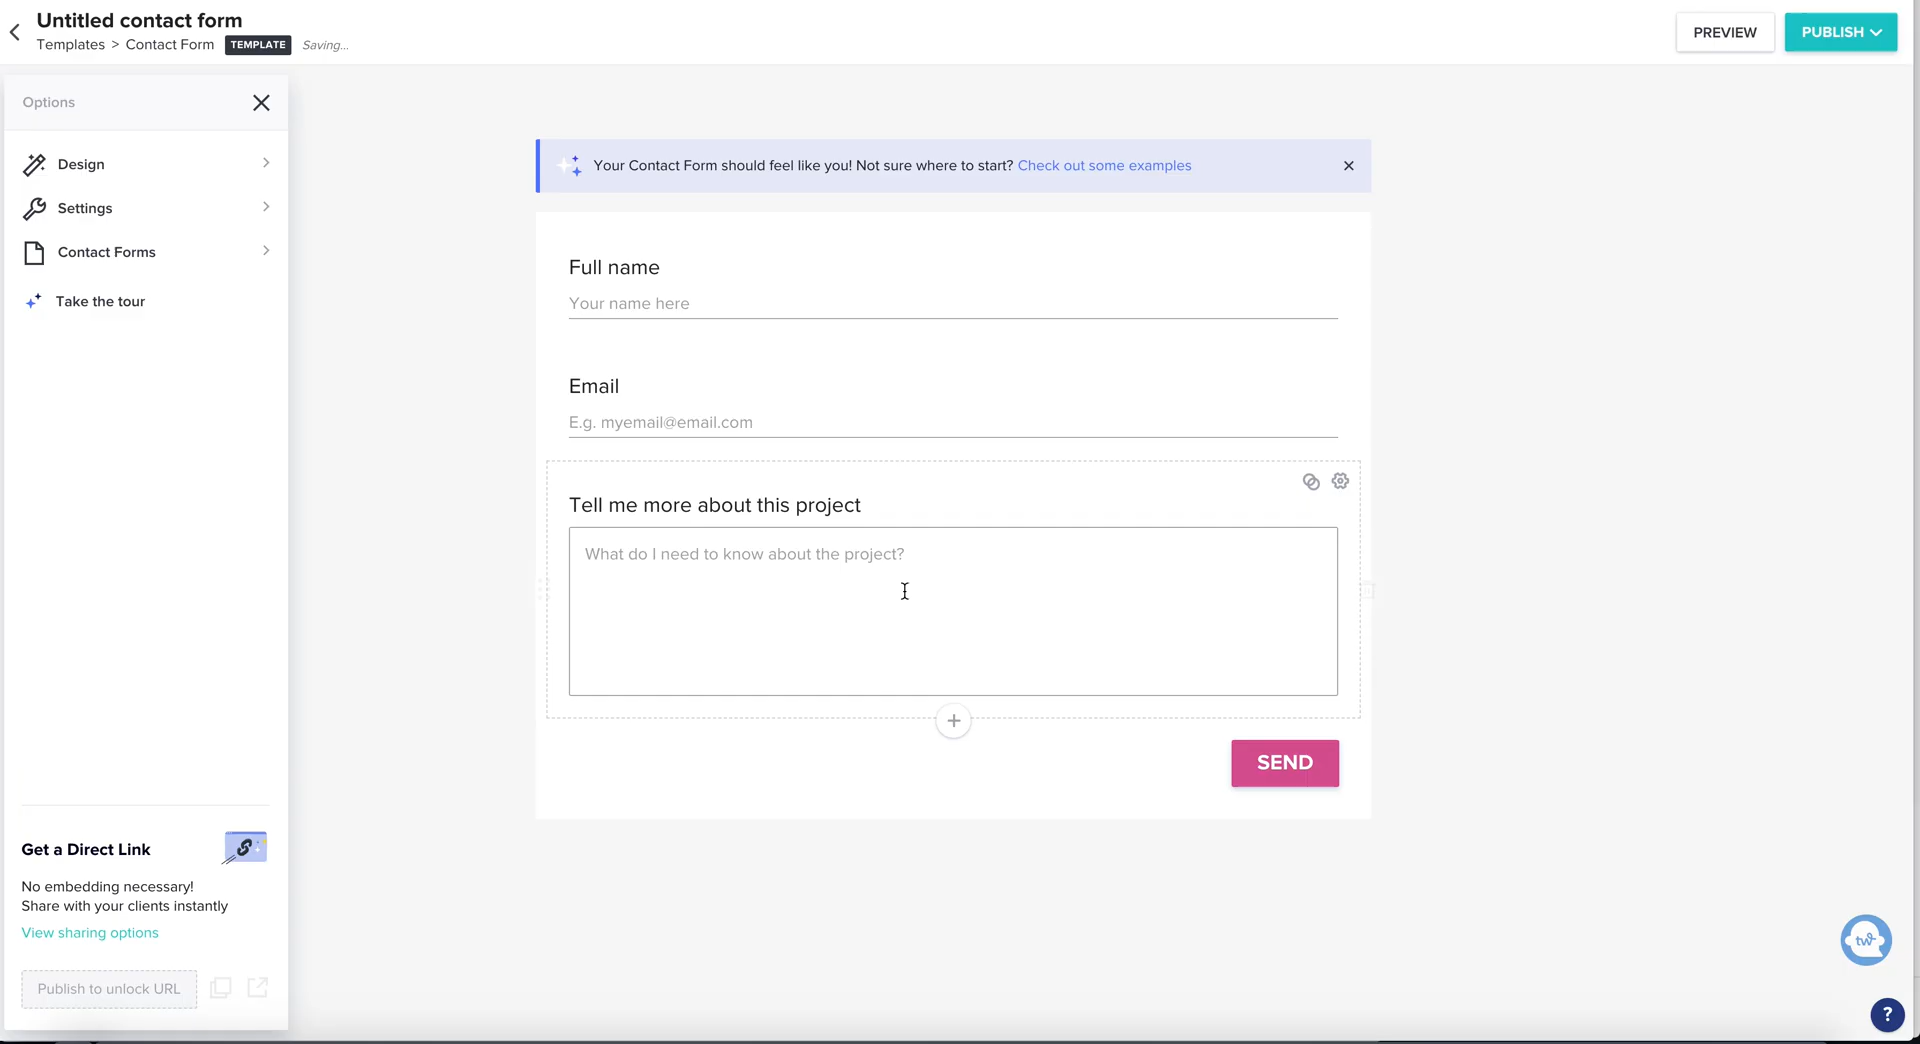 Untitled contact form
Templates > Contact Form TEMPLATE Saving...
PREVIEW
PUBLISH
Options
Design
Settings
Contact Forms
Take the tour
Your Contact Form should feel like you! Not sure where to start? Check out some examples
Full name
Your name here
Email
E.g. myemail@email.com
Tell me more about this project
What do I need to know about the project?
SEND
Get a Direct Link
No embedding necessary!
Share with your clients instantly
View sharing options
Publish to unlock URL
tw
?